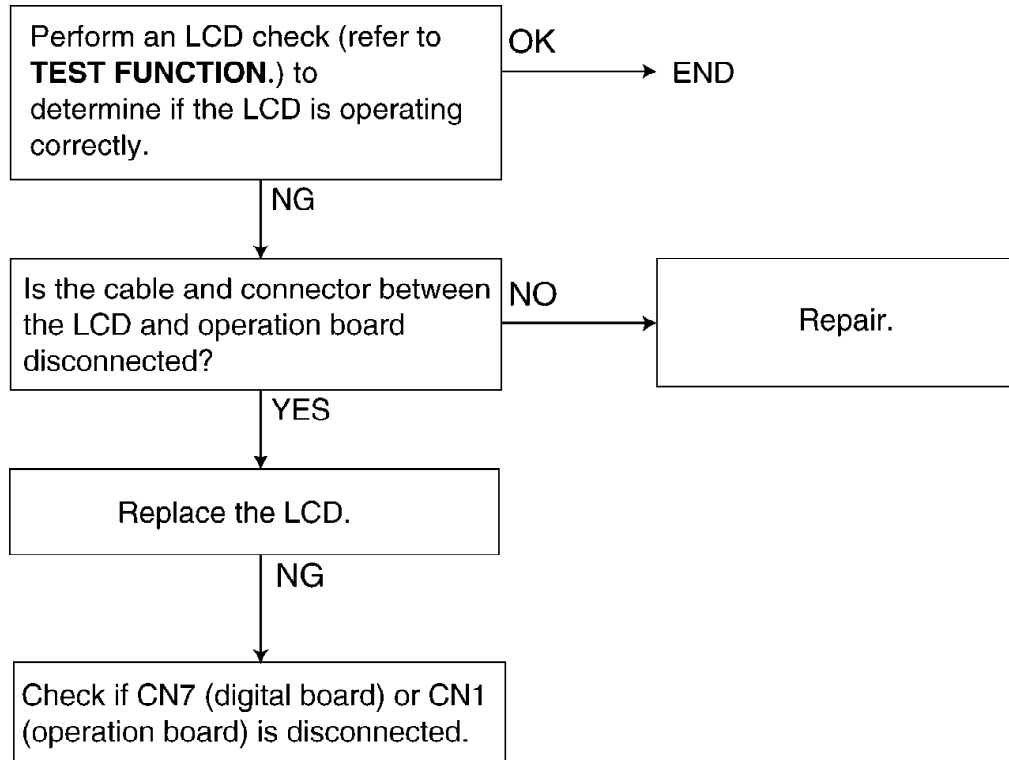 Perform an LCD check (refer to
TEST FUNCTION.) to
determine if the LCD is operating
correctly.
OK
END
NG
Is the cable and connector between
the LCD and operation board
disconnected?
NO
Repair.
YES
Replace the LCD.
NG
Check if CN7 (digital board) or CN1
(operation board) is disconnected.